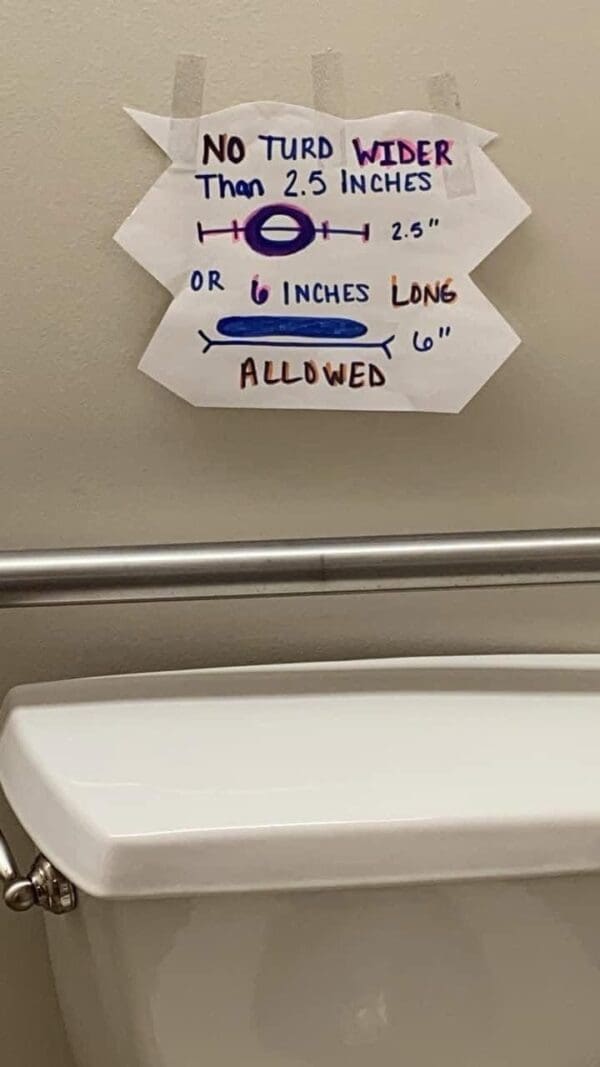 NO TURD WIDER
Than 2.5 INCHES
2.5"
OR 6 INCHES LONG
6"
ALLOWED